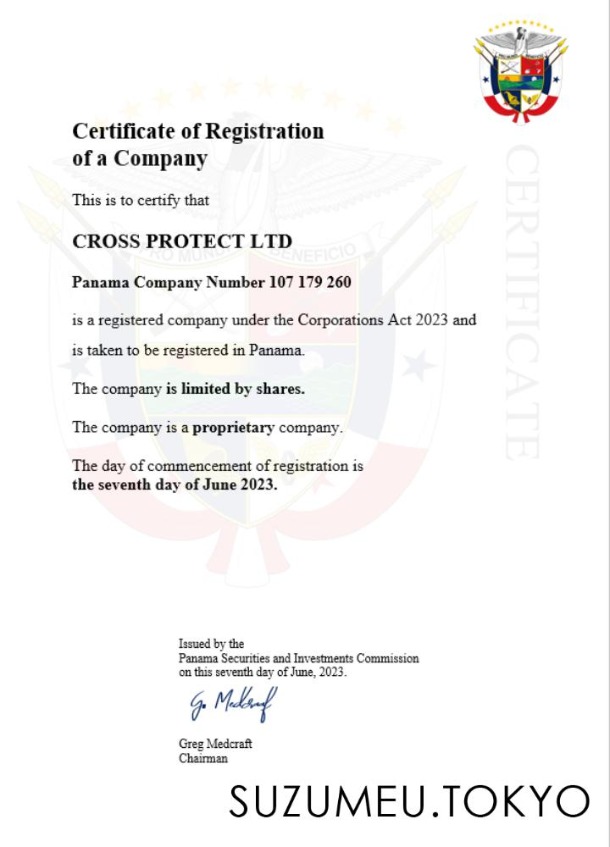 Certificate of Registration
of a Company
This is to certify that
CROSS PROTECT LTD
Panama Company Number 107 179 260
is a registered company under the Corporations Act 2023 and
is taken to be registered in Panama.
The company is limited by shares.
The company is a proprietary company.
The day of commencement of registration is
the seventh day of June 2023.
CERTIFICATE
Issued by the
Panama Securities and Investments Commission
on this seventh day of June, 2023.
G. Medcraft
Greg Medcraft
Chairman
SUZUMEU.TOKYO